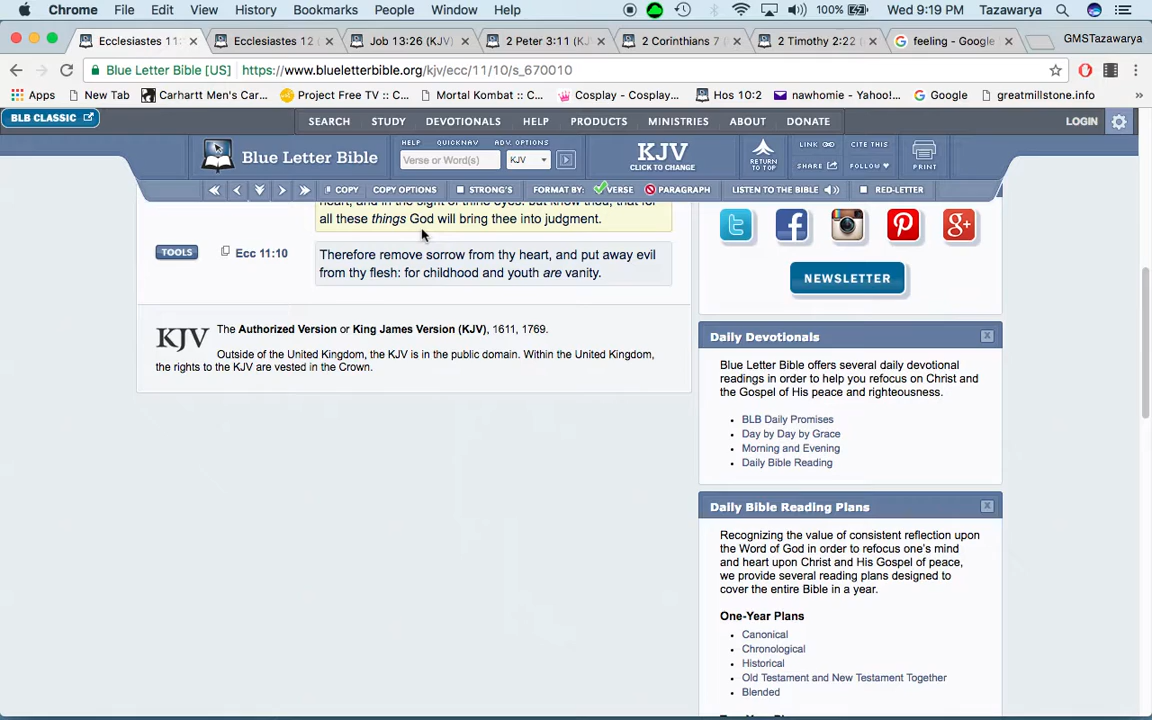 Chrome File Edit View History Bookmarks People Window Help 100% Wed 9:19 PM Tazawarya
Ecclesiastes 11: Ecclesiastes 12 ( Job 13:26 (KJV) 2 Peter 3:11 (KJ 2 Corinthians 7 ( 2 Timothy 2:22 ( feeling - Google GMSTazawarya
Blue Letter Bible [US] https://www.blueletterbible.org/kjv/ecc/11/10/s_670010
Apps New Tab Carhartt Men's Car... Project Free TV :: C... Mortal Kombat :: C... Cosplay - Cosplay... Hos 10:2 nawhomie - Yahoo!... Google greatmillstone.info »
BLB CLASSIC SEARCH STUDY DEVOTIONALS HELP PRODUCTS MINISTRIES ABOUT DONATE LOGIN
HELP QUICKNAV ADV. OPTIONS
Blue Letter Bible Verse or Word(s) KJV KJV CLICK TO CHANGE RETURN TO TOP LINK CITE THIS SHARE FOLLOW PRINT
COPY COPY OPTIONS STRONG'S FORMAT BY: VERSE PARAGRAPH LISTEN TO THE BIBLE RED-LETTER
heart, and in the sight of thine eyes: but know thou, that for
all these things God will bring thee into judgment.
TOOLS Ecc 11:10 Therefore remove sorrow from thy heart, and put away evil
from thy flesh: for childhood and youth are vanity.
KJV The Authorized Version or King James Version (KJV), 1611, 1769.
Outside of the United Kingdom, the KJV is in the public domain. Within the United Kingdom,
the rights to the KJV are vested in the Crown.
NEWSLETTER
Daily Devotionals
Blue Letter Bible offers several daily devotional
readings in order to help you refocus on Christ and
the Gospel of His peace and righteousness.
BLB Daily Promises
Day by Day by Grace
Morning and Evening
Daily Bible Reading
Daily Bible Reading Plans
Recognizing the value of consistent reflection upon
the Word of God in order to refocus one's mind
and heart upon Christ and His Gospel of peace,
we provide several reading plans designed to
cover the entire Bible in a year.
One-Year Plans
Canonical
Chronological
Historical
Old Testament and New Testament Together
Blended